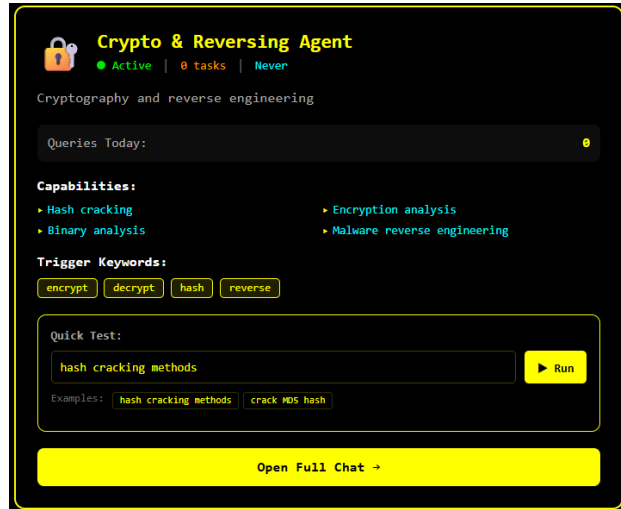 Crypto & Reversing Agent
● Active | 0 tasks | Never
Cryptography and reverse engineering
Queries Today: 0
Capabilities:
▸ Hash cracking ▸ Encryption analysis
▸ Binary analysis ▸ Malware reverse engineering
Trigger Keywords:
encrypt decrypt hash reverse
Quick Test:
hash cracking methods ▶ Run
Examples: hash cracking methods crack MD5 hash
Open Full Chat →